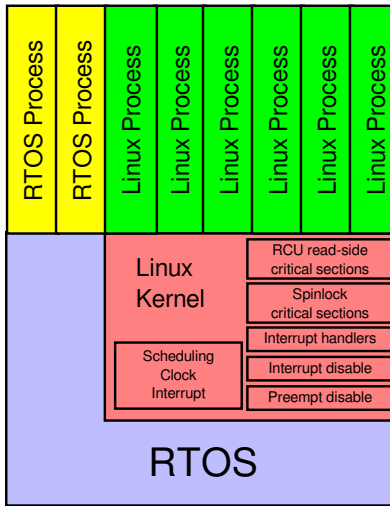 RTOS Process
RTOS Process
Linux Process
Linux Process
Linux Process
Linux Process
Linux Process
Linux Process
Linux
Kernel
RCU read-side
critical sections
Spinlock
critical sections
Interrupt handlers
Scheduling
Clock
Interrupt
Interrupt disable
Preempt disable
RTOS